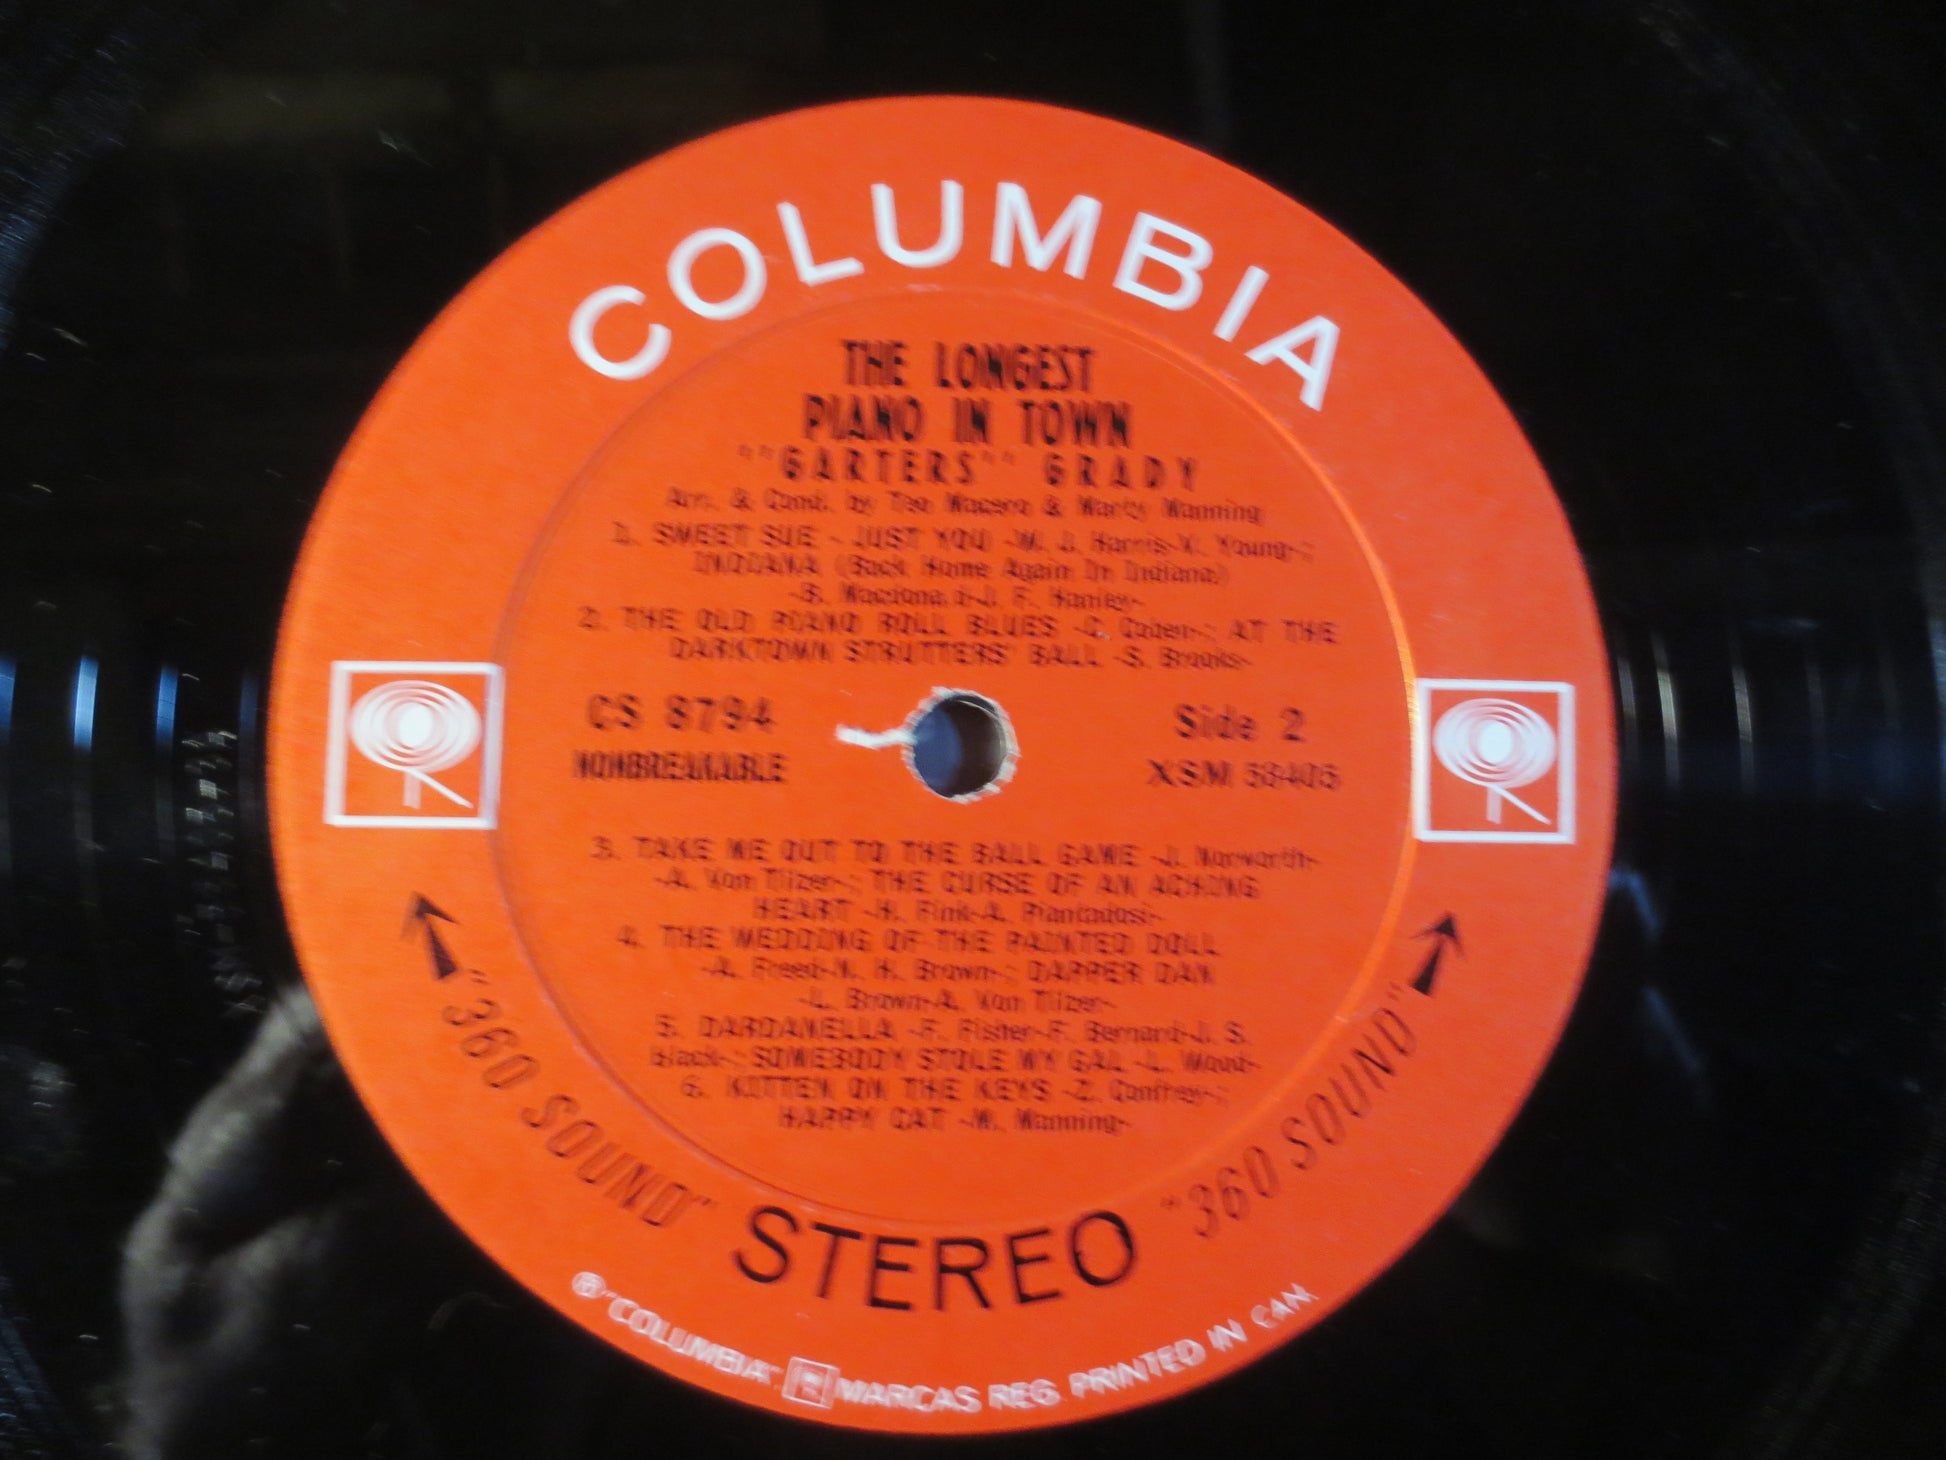 COLUMBIA
THE LONGEST
PIANO IN TOWN
"GARTERS" GRADY
Arr. & Cond. by Teo Macero & Marty Manning
1. SWEET SUE - JUST YOU -W. J. Harris-V. Young-;
INDIANA (Back Home Again In Indiana)
-B. Macdonald-J. F. Hanley-
2. THE OLD PIANO ROLL BLUES -C. Coben-; AT THE
DARKTOWN STRUTTERS' BALL -S. Brooks-
CS 8794
NONBREAKABLE
Side 2
XSM 58405
3. TAKE ME OUT TO THE BALL GAME -J. Norworth-
-A. Von Tilzer-; THE CURSE OF AN ACHING
HEART -H. Fink-A. Piantadosi-
4. THE WEDDING OF THE PAINTED DOLL
-A. Freed-N. H. Brown-; DAPPER DAN
-L. Brown-A. Von Tilzer-
5. DARDANELLA -F. Fisher-F. Bernard-J. S.
Black-; SOMEBODY STOLE MY GAL -L. Wood-
6. KITTEN ON THE KEYS -Z. Confrey-;
HAPPY CAT -M. Manning-
"360 SOUND" STEREO "360 SOUND"
® "COLUMBIA", MARCAS REG. PRINTED IN CAN.